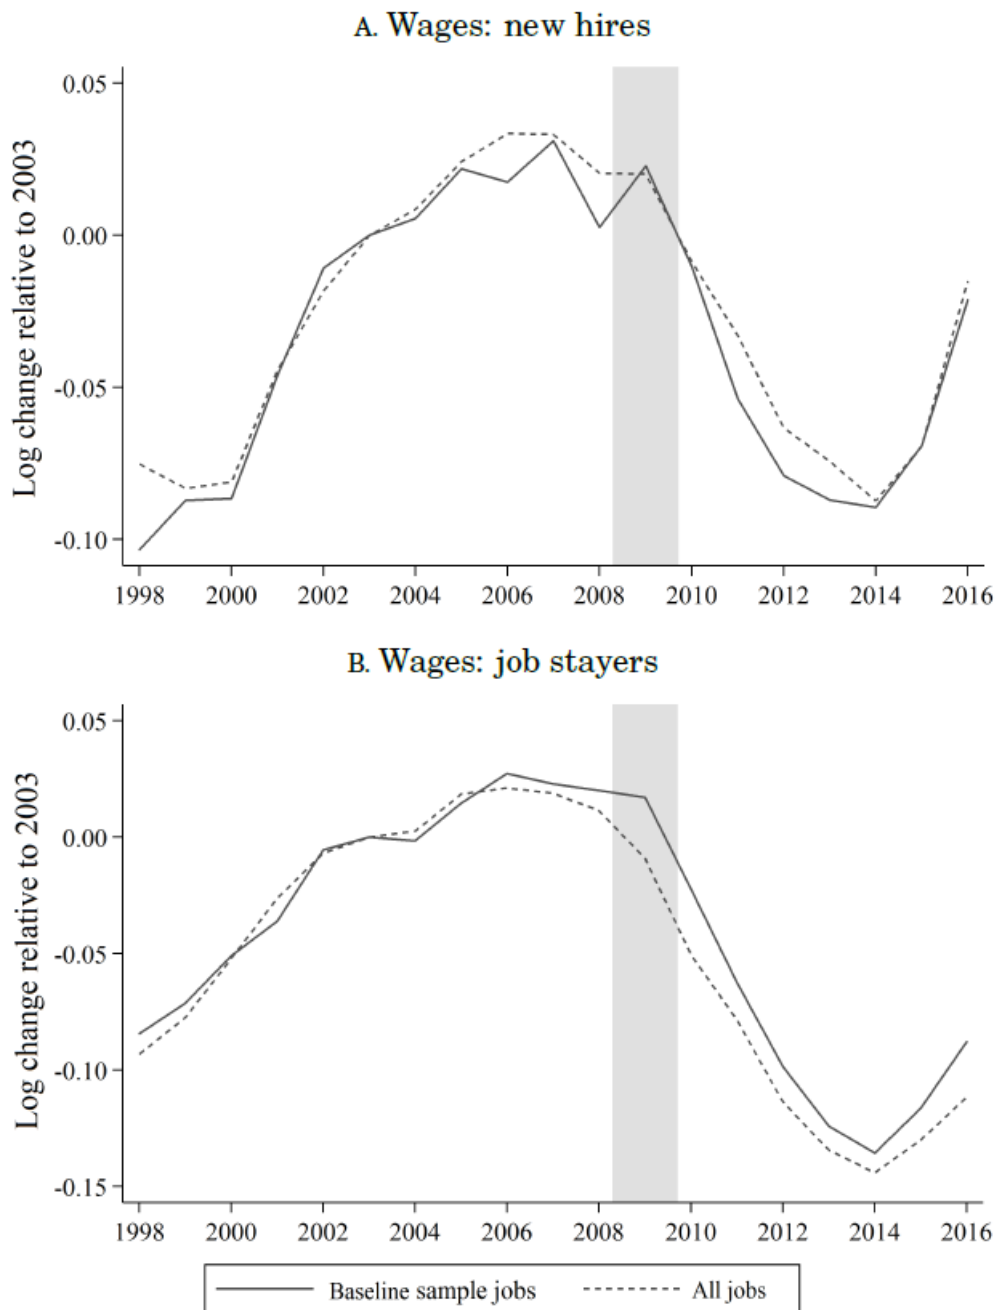 A. Wages: new hires
Log change relative to 2003
0.05
0.00
-0.05
-0.10
1998 2000 2002 2004 2006 2008 2010 2012 2014 2016
B. Wages: job stayers
Log change relative to 2003
0.05
0.00
-0.05
-0.10
-0.15
1998 2000 2002 2004 2006 2008 2010 2012 2014 2016
Baseline sample jobs All jobs